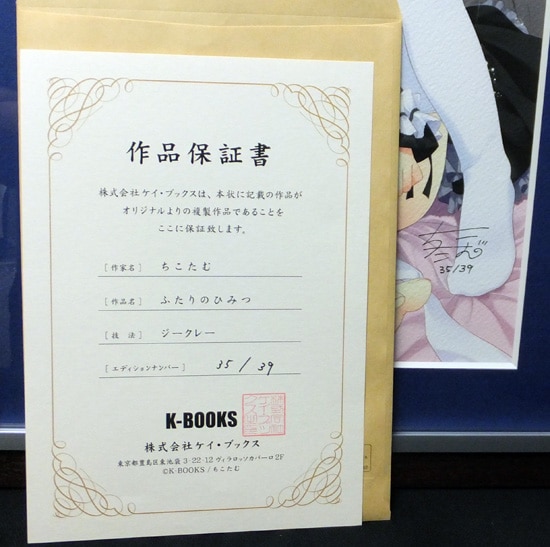 作品保証書
株式会社ケイ・ブックスは、本状に記載の作品が
オリジナルよりの複製作品であることを
ここに保証致します。
[作家名] ちこたむ
[作品名] ふたりのひみつ
[技 法] ジークレー
[エディションナンバー] 35/39
K-BOOKS
株式会社ケイ・ブックス
東京都豊島区東池袋3-22-12 ヴィラロッソカパーロ2F
©K-BOOKS/ちこたむ
35/39